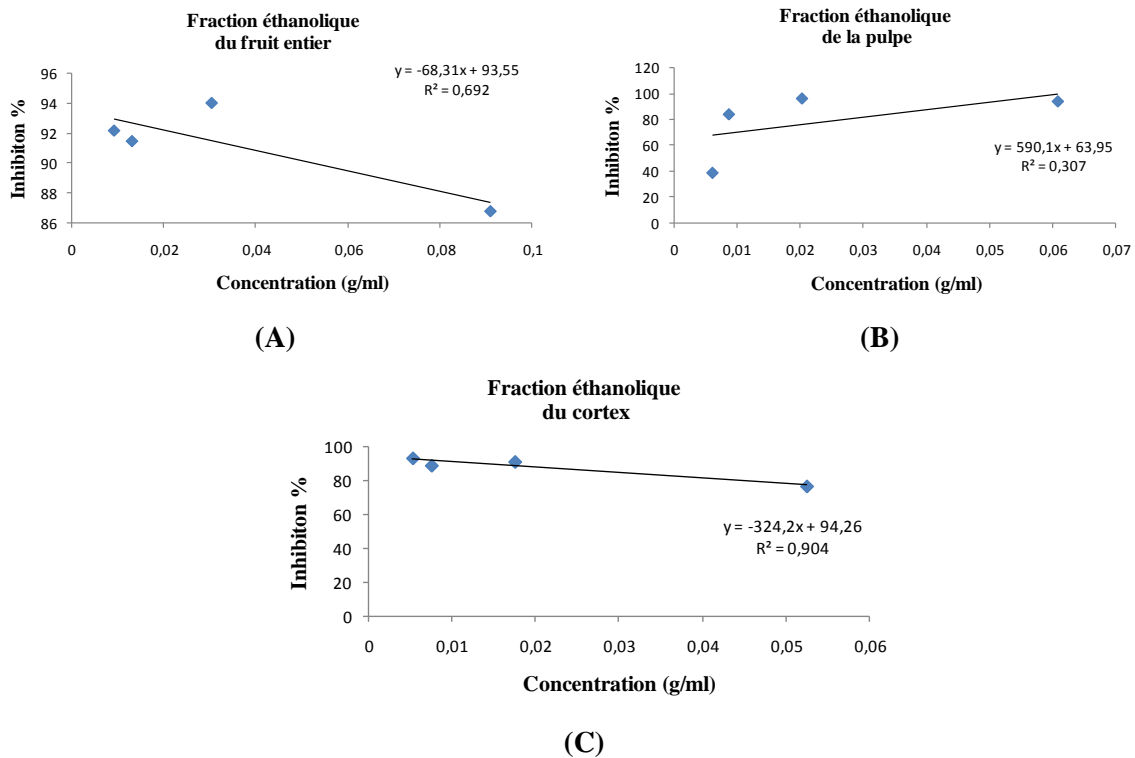 Fraction éthanolique
du fruit entier
y = -68,31x + 93,55
R² = 0,692
96
94
92
90
88
86
Inhibiton %
0
0,02
0,04
0,06
0,08
0,1
Concentration (g/ml)
(A)
Fraction éthanolique
de la pulpe
120
100
80
60
40
20
0
Inhibiton %
y = 590,1x + 63,95
R² = 0,307
0
0,01
0,02
0,03
0,04
0,05
0,06
0,07
Concentration (g/ml)
(B)
Fraction éthanolique
du cortex
100
80
60
40
20
0
Inhibiton %
y = -324,2x + 94,26
R² = 0,904
0
0,01
0,02
0,03
0,04
0,05
0,06
Concentration (g/ml)
(C)